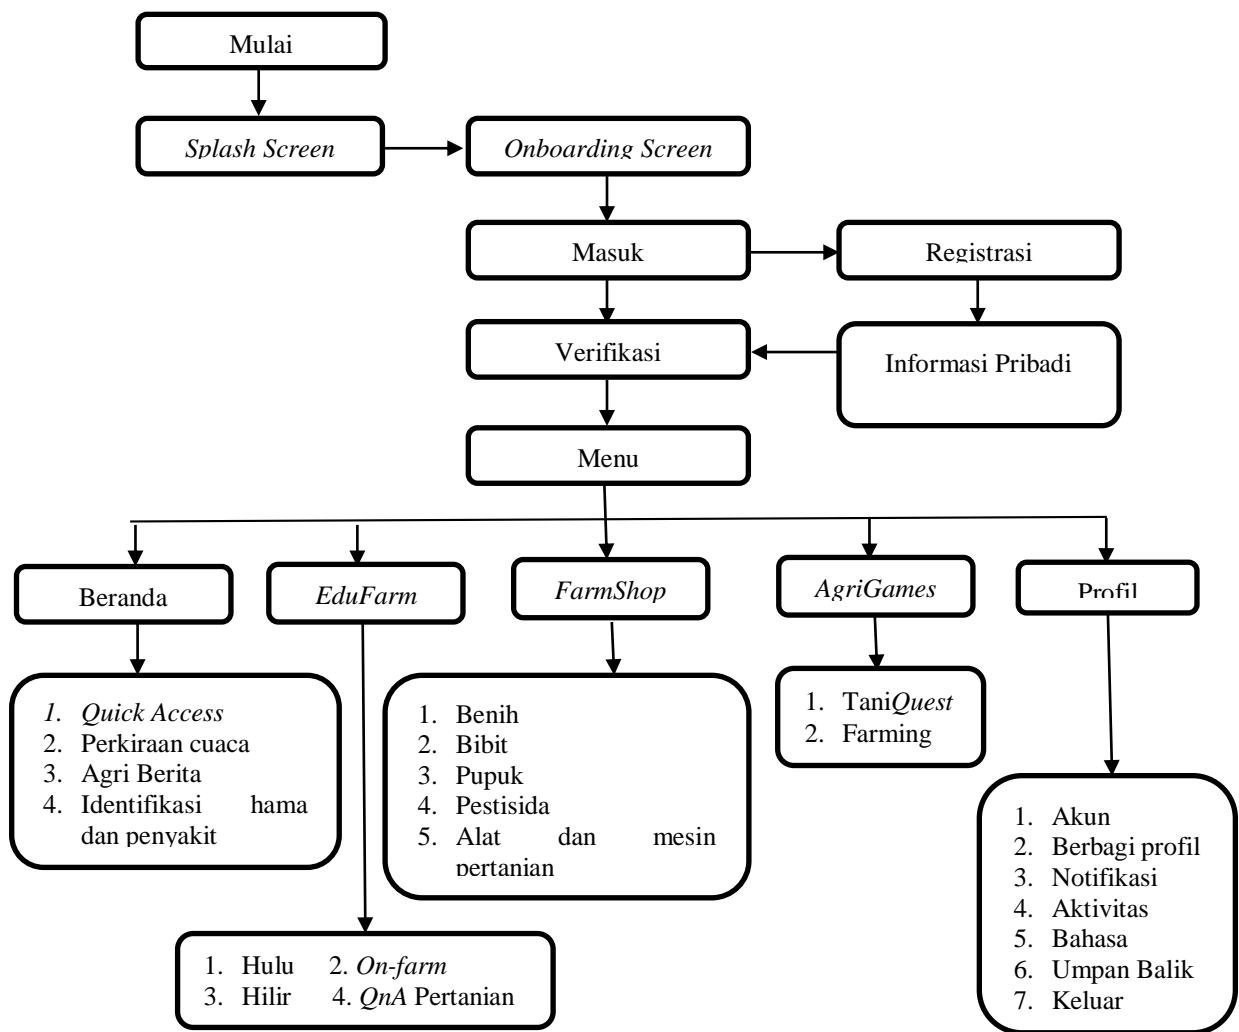 Mulai
Splash Screen
Onboarding Screen
Masuk
Registrasi
Verifikasi
Informasi Pribadi
Menu
Beranda
EduFarm
FarmShop
AgriGames
Profil
1. Quick Access
2. Perkiraan cuaca
3. Agri Berita
4. Identifikasi hama
dan penyakit
1. Benih
2. Bibit
3. Pupuk
4. Pestisida
5. Alat dan mesin
pertanian
1. TaniQuest
2. Farming
1. Akun
2. Berbagi profil
3. Notifikasi
4. Aktivitas
5. Bahasa
6. Umpan Balik
7. Keluar
1. Hulu 2. On-farm
3. Hilir 4. QnA Pertanian